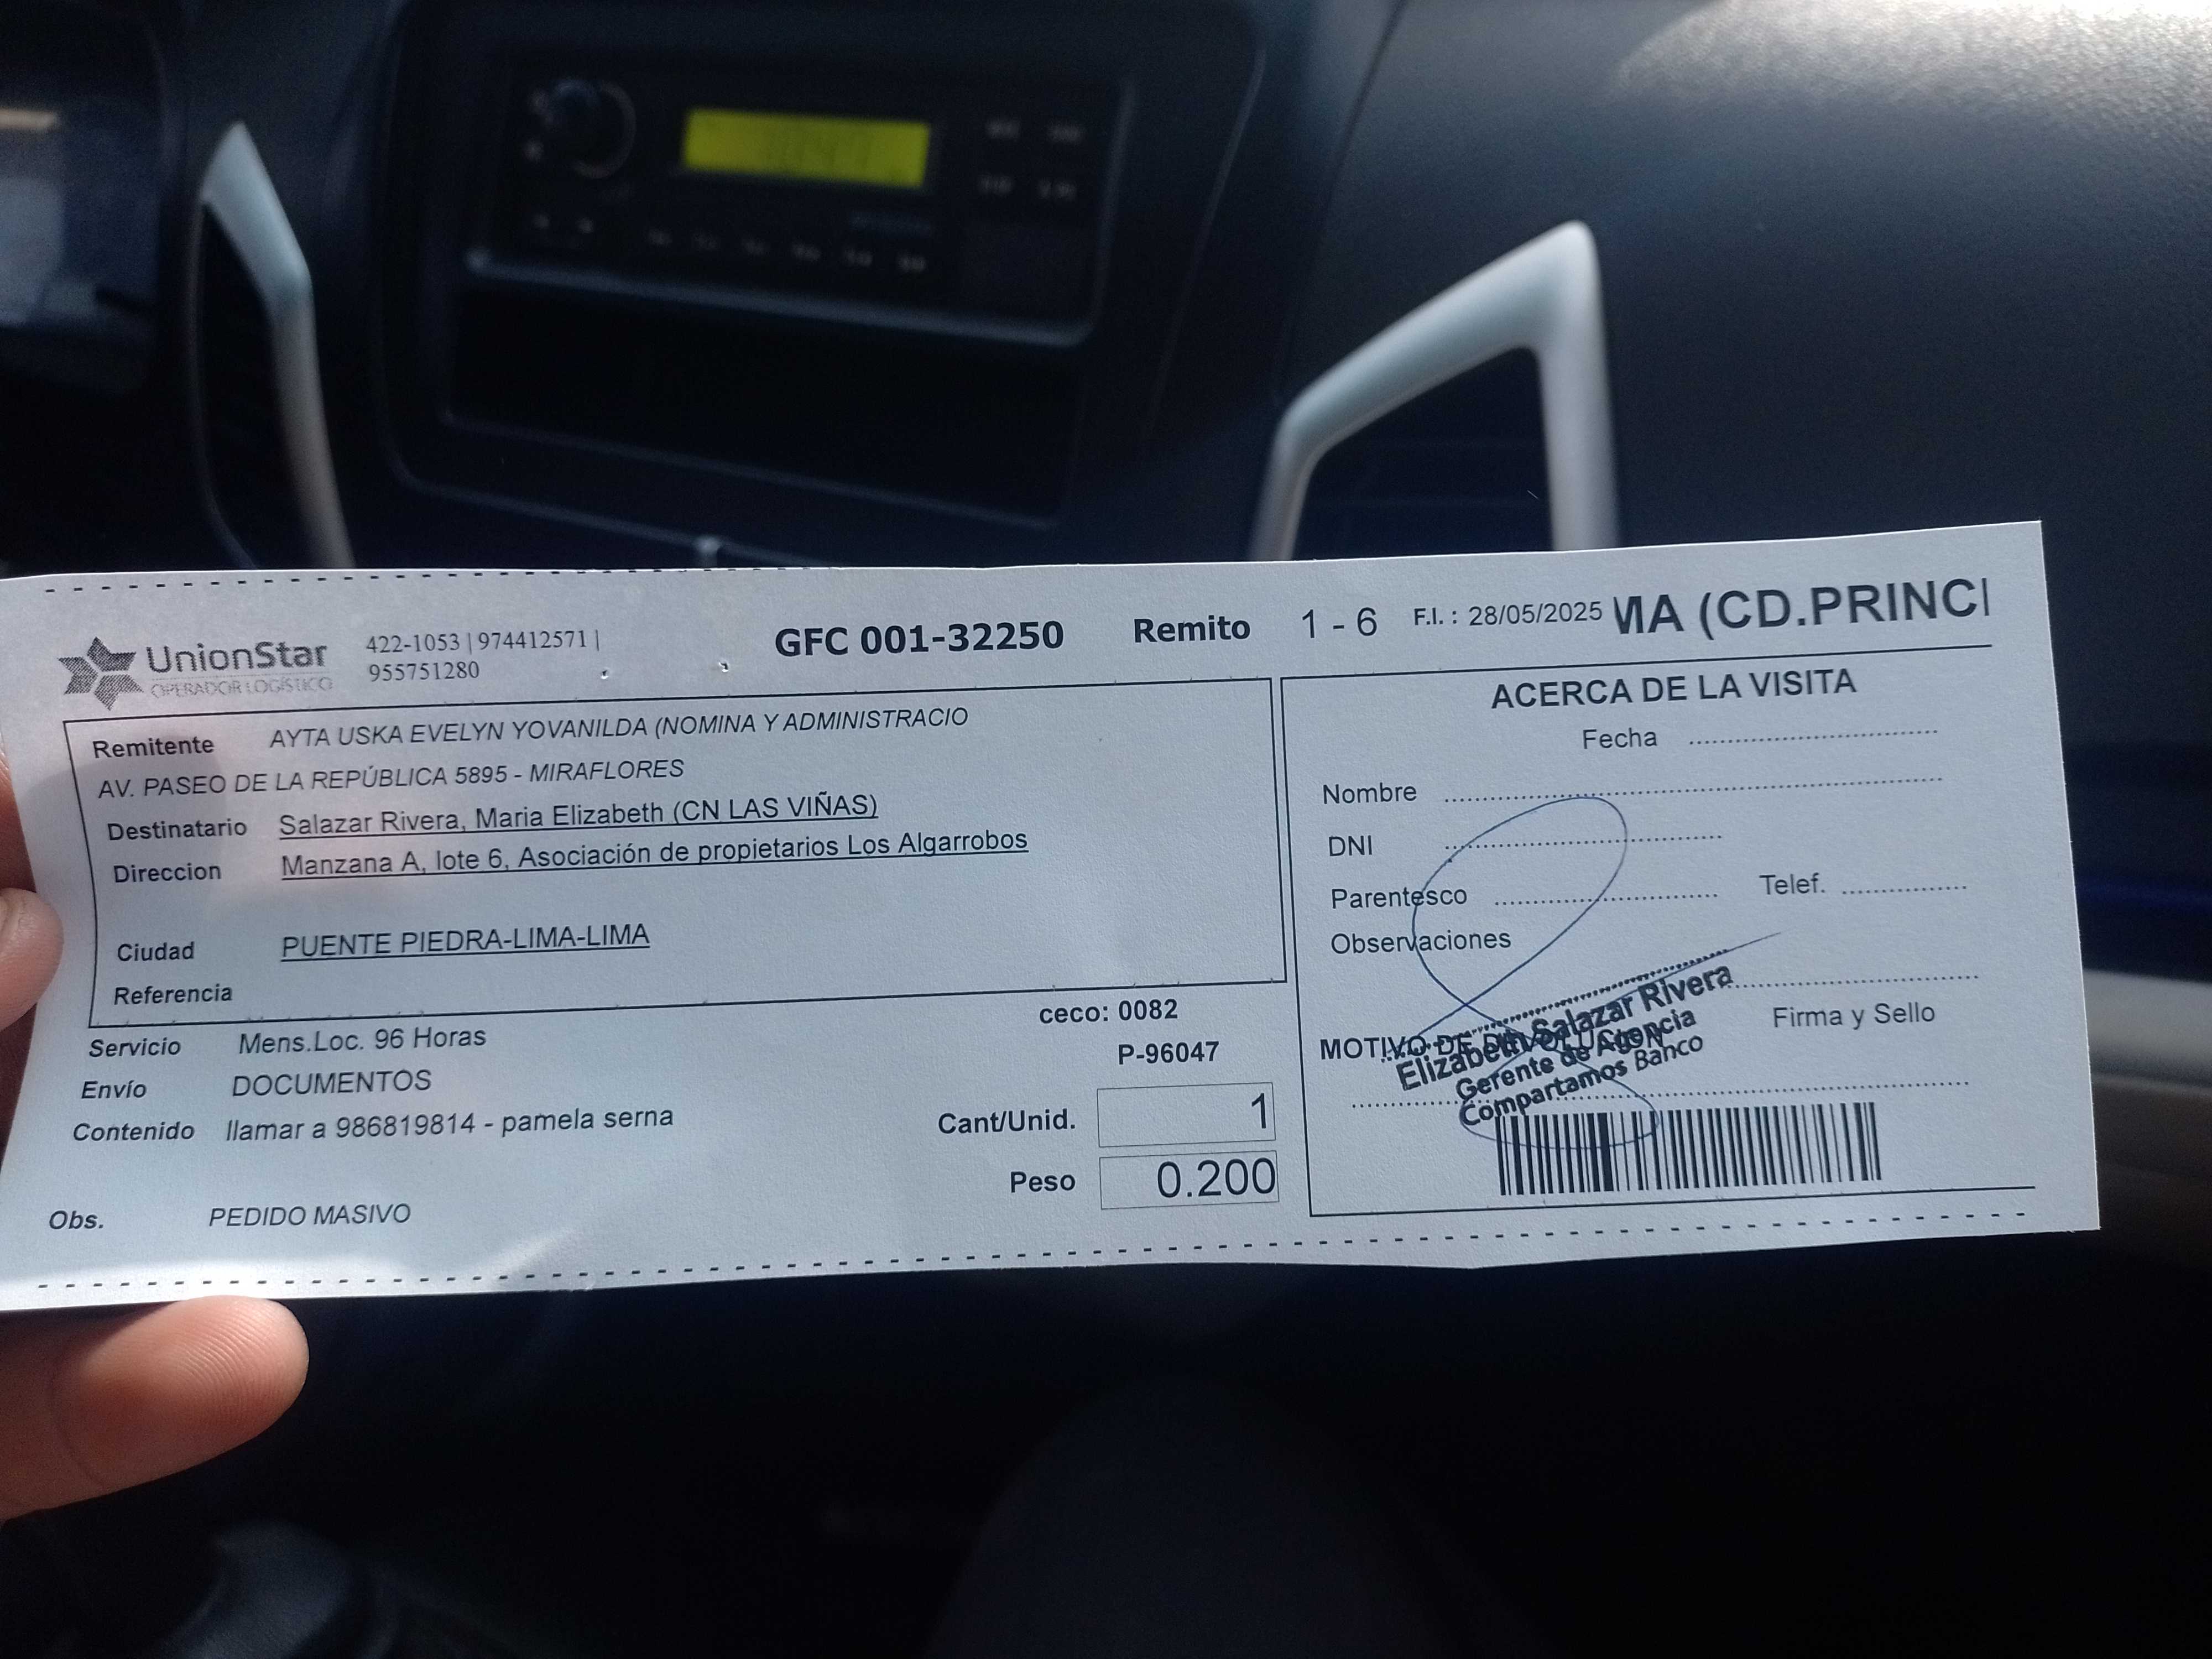 UnionStar
OPERADOR LOGÍSTICO
422-1053 | 974412571 |
955751280
GFC 001-32250 Remito 1 - 6 F.I. : 28/05/2025 MA (CD.PRINCI
Remitente AYTA USKA EVELYN YOVANILDA (NOMINA Y ADMINISTRACIO
AV. PASEO DE LA REPÚBLICA 5895 - MIRAFLORES
Destinatario Salazar Rivera, Maria Elizabeth (CN LAS VIÑAS)
Direccion Manzana A, lote 6, Asociación de propietarios Los Algarrobos
Ciudad PUENTE PIEDRA-LIMA-LIMA
Referencia
Servicio Mens.Loc. 96 Horas
Envío DOCUMENTOS
Contenido llamar a 986819814 - pamela serna
Obs. PEDIDO MASIVO
ceco: 0082
P-96047
Cant/Unid. 1
Peso 0.200
ACERCA DE LA VISITA
Fecha
Nombre
DNI
Parentesco Telef.
Observaciones
Firma y Sello
MOTIVO DE DEVOLUCION
Elizabeth Salazar Rivera
Gerente de Agencia
Compartamos Banco